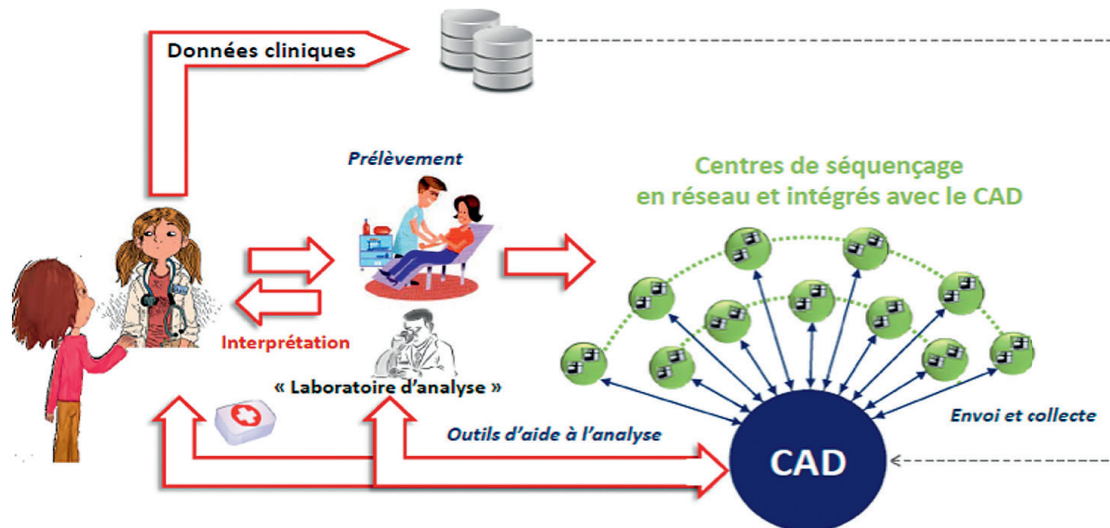 Données cliniques
Prélèvement
Centres de séquençage
en réseau et intégrés avec le CAD
Interprétation
« Laboratoire d’analyse »
Outils d’aide à l’analyse
Envoi et collecte
CAD